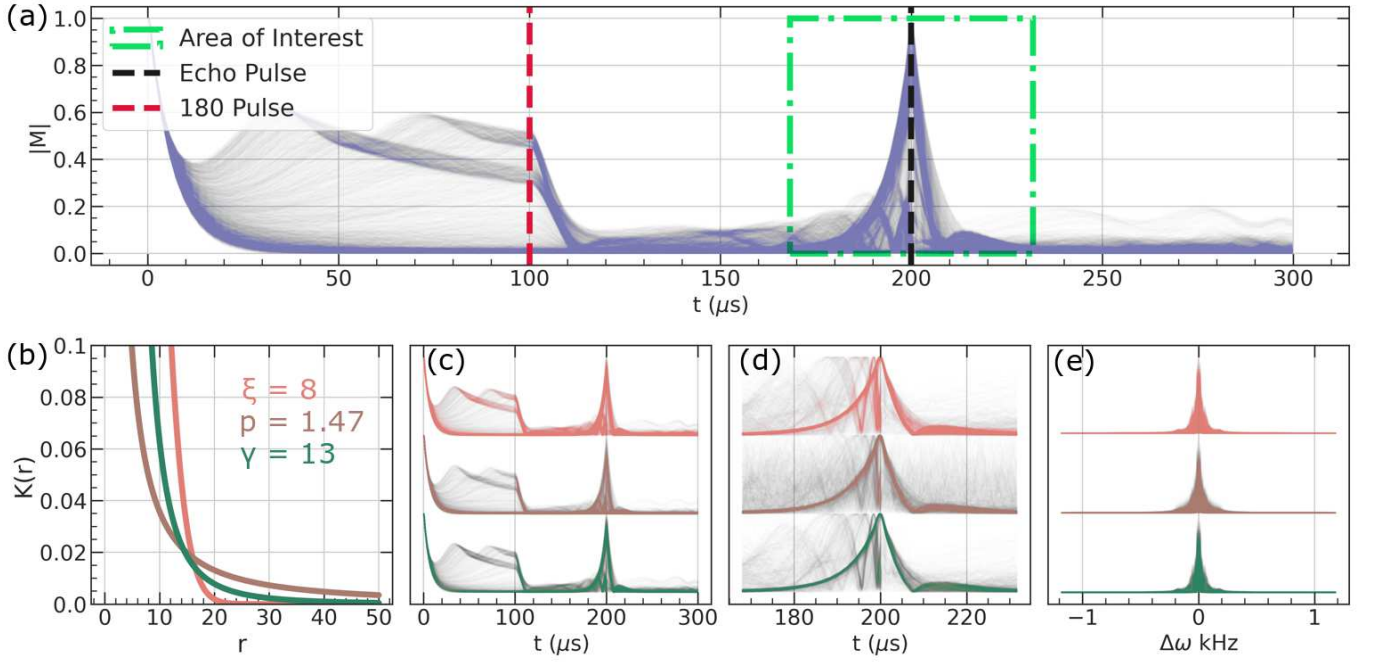 (a)
1.0
0.8
0.6
0.4
0.2
0.0
|M|
Area of Interest
Echo Pulse
180 Pulse
0 50 100 150 200 250 300
t (μs)
(b) (c) (d) (e)
0.1
0.08
0.06
0.04
0.02
0.0
K(r)
ξ = 8
p = 1.47
γ = 13
0 10 20 30 40 50
r
0 100 200 300
t (μs)
180 200 220
t (μs)
−1 0 1
Δω kHz